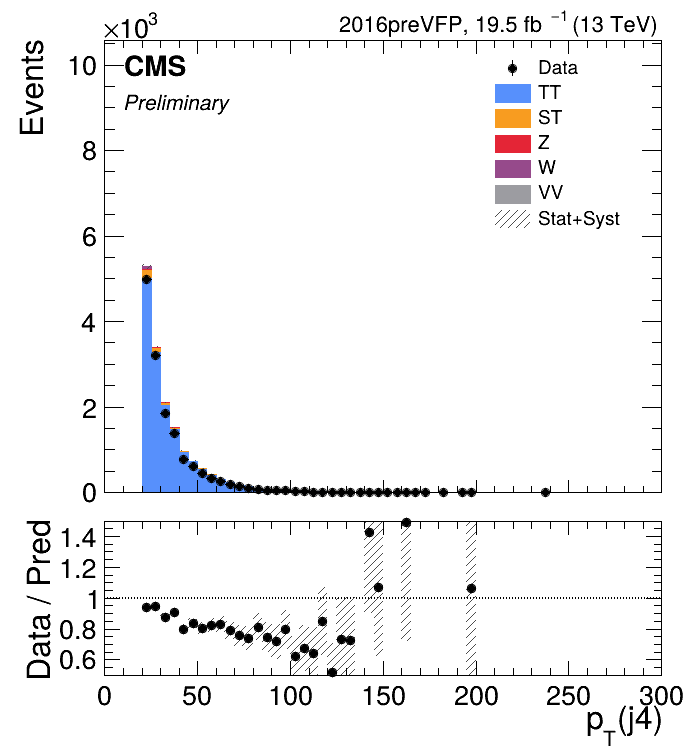 ×10³
2016preVFP, 19.5 fb ⁻¹ (13 TeV)
Events
10
8
6
4
2
0
CMS
Preliminary
Data
TT
ST
Z
W
VV
Stat+Syst
Data / Pred
1.4
1.2
1
0.8
0.6
0 50 100 150 200 250 300
p_T(j4)